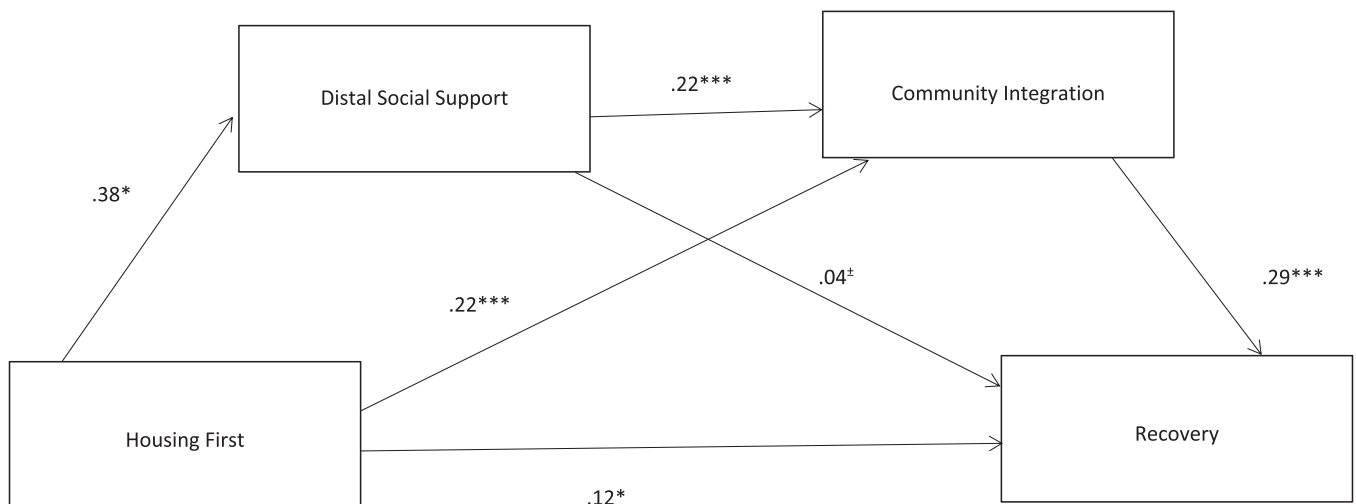 Community Integration
Distal Social Support
.22***
.38*
.04±
.29***
.22***
Housing First
Recovery
.12*